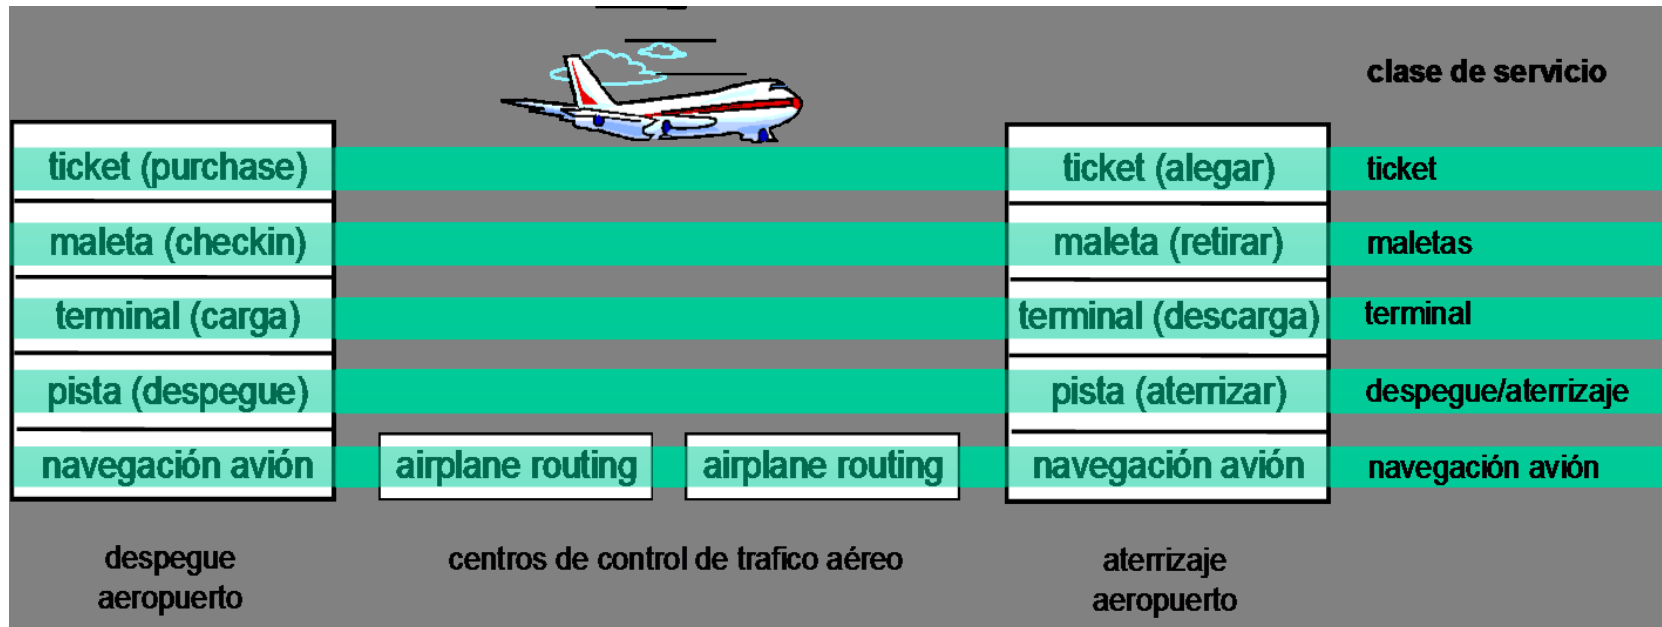 clase de servicio
ticket (purchase)
ticket (alegar)
ticket
maleta (checkin)
maleta (retirar)
maletas
terminal (carga)
terminal (descarga)
terminal
pista (despegue)
pista (aterrizar)
despegue/aterrizaje
navegación avión
airplane routing
airplane routing
navegación avión
navegación avión
despegue
aeropuerto
centros de control de trafico aéreo
aterrizaje
aeropuerto